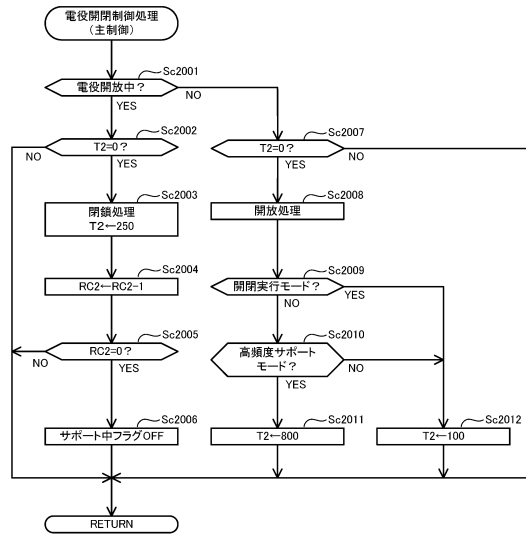 電役開閉制御処理
（主制御）
Sc2001
電役開放中？
NO
YES
Sc2002
T2=0？
NO
YES
Sc2007
T2=0？
NO
YES
Sc2003
閉鎖処理
T2←250
Sc2008
開放処理
Sc2004
RC2←RC2-1
Sc2009
開閉実行モード？
YES
NO
Sc2005
RC2=0？
NO
YES
Sc2010
高頻度サポート
モード？
NO
YES
Sc2006
サポート中フラグOFF
Sc2011
T2←800
Sc2012
T2←100
RETURN